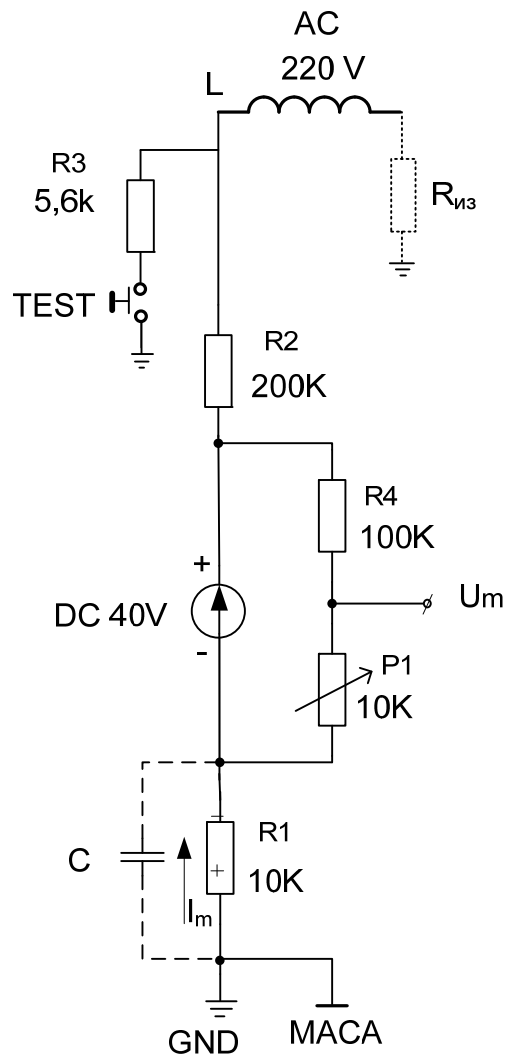 AC
220 V
L
R3
5,6k
Rиз
TEST
R2
200K
R4
100K
+
DC 40V
-
Um
P1
10K
C
Im
−
+
R1
10K
GND
МАСА